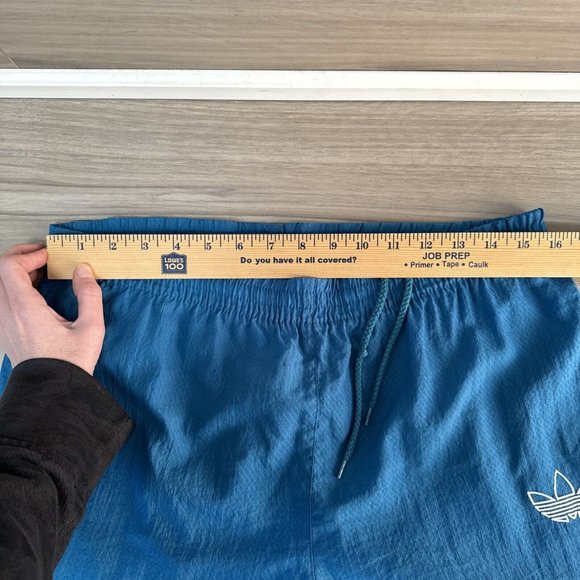 1 2 3 4 5 6 7 8 9 10 11 12 13 14 15 16
LOWE'S
100
Do you have it all covered?
JOB PREP
• Primer • Tape • Caulk